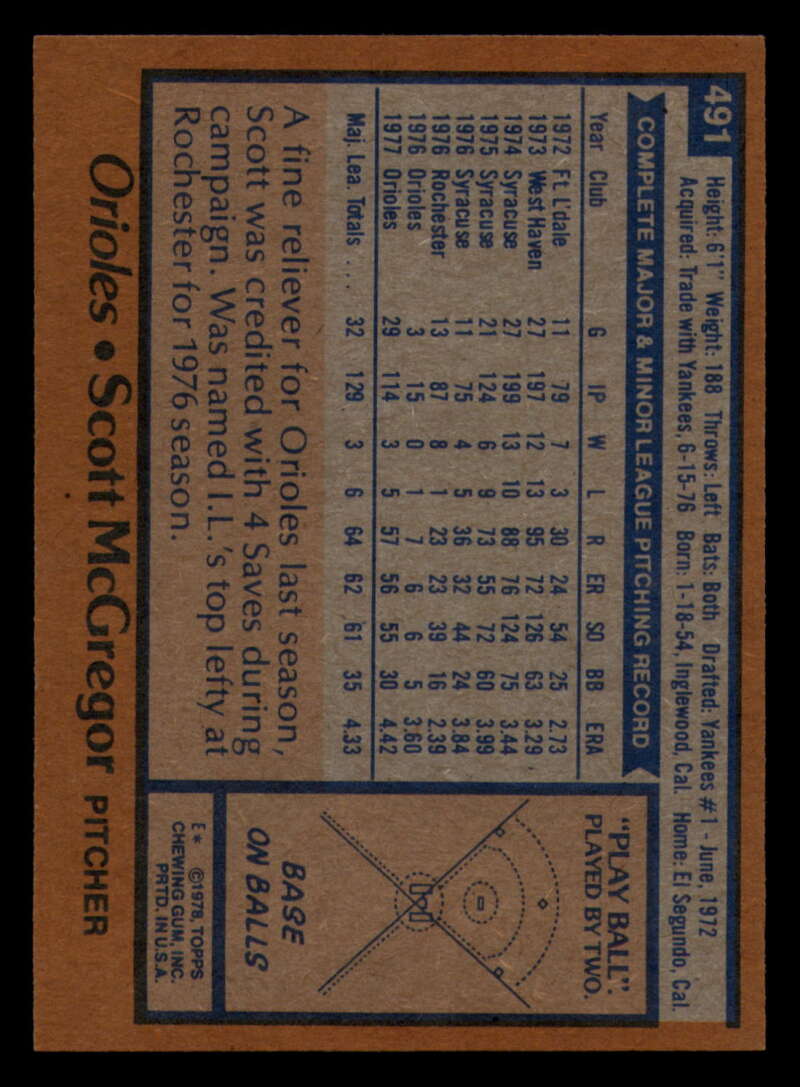 491
Height: 6'1" Weight: 188 Throws: Left Bats: Both Drafted: Yankees #1 - June, 1972
Acquired: Trade with Yankees, 6-15-76 Born: 1-18-54, Inglewood, Cal. Home: El Segundo, Cal.
COMPLETE MAJOR & MINOR LEAGUE PITCHING RECORD
Year Club G IP W L R ER SO BB ERA
1972 Ft. L'dale 11 79 7 3 30 24 54 25 2.73
1973 West Haven 27 197 12 13 95 72 126 63 3.29
1974 Syracuse 27 199 13 10 88 76 124 75 3.44
1975 Syracuse 21 124 6 9 73 55 72 60 3.99
1976 Syracuse 11 75 4 5 36 32 44 24 3.84
1976 Rochester 13 87 8 1 23 23 39 16 2.39
1976 Orioles 3 15 0 1 7 6 6 5 3.60
1977 Orioles 29 114 3 5 57 56 55 30 4.42
Maj. Lea. Totals . . . 32 129 3 6 64 62 61 35 4.33
A fine reliever for Orioles last season,
Scott was credited with 4 Saves during
campaign. Was named I.L.'s top lefty at
Rochester for 1976 season.
"PLAY BALL".
PLAYED BY TWO.
BASE
ON BALLS
E* ©1978, TOPPS
CHEWING GUM, INC.
PRTD. IN U.S.A.
Orioles • Scott McGregor PITCHER